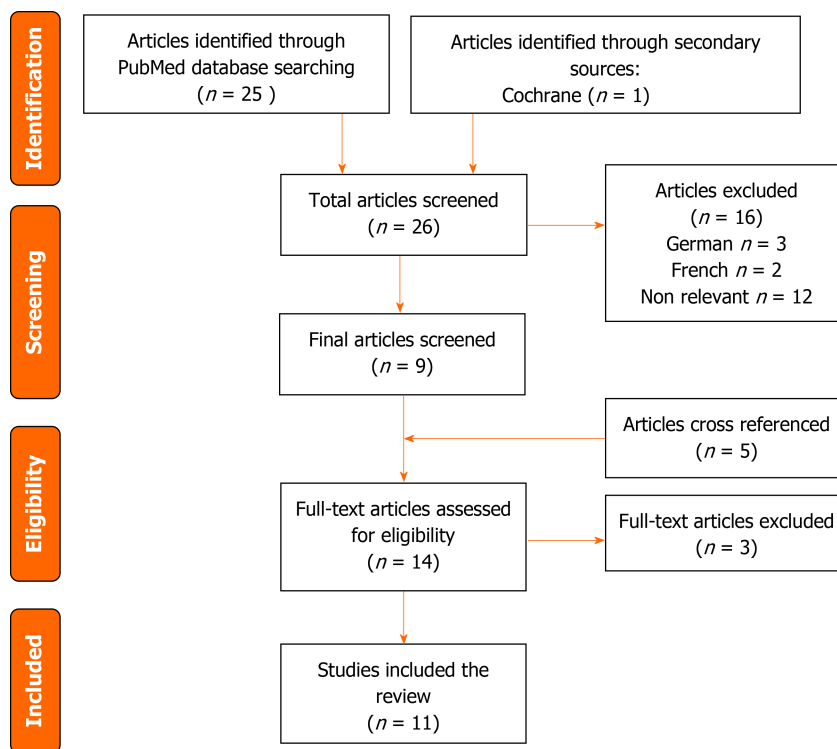 Identification
Articles identified through
PubMed database searching
(n = 25 )
Articles identified through secondary
sources:
Cochrane (n = 1)
Screening
Total articles screened
(n = 26)
Articles excluded
(n = 16)
German n = 3
French n = 2
Non relevant n = 12
Final articles screened
(n = 9)
Eligibility
Articles cross referenced
(n = 5)
Full-text articles assessed
for eligibility
(n = 14)
Full-text articles excluded
(n = 3)
Included
Studies included the
review
(n = 11)